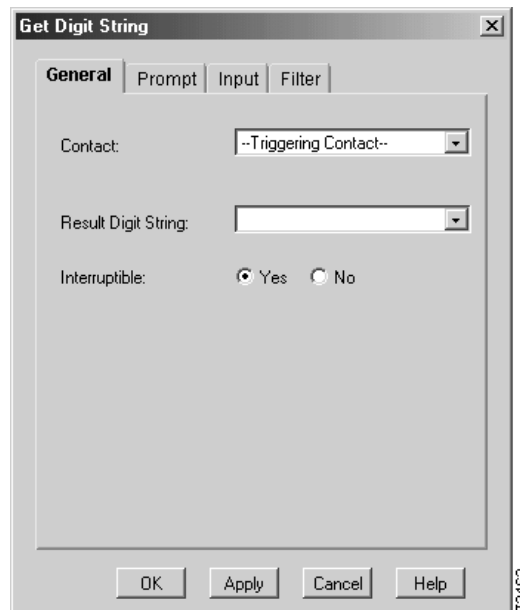 Get Digit String
General Prompt Input Filter
Contact: --Triggering Contact--
Result Digit String:
Interruptible: Yes No
OK Apply Cancel Help